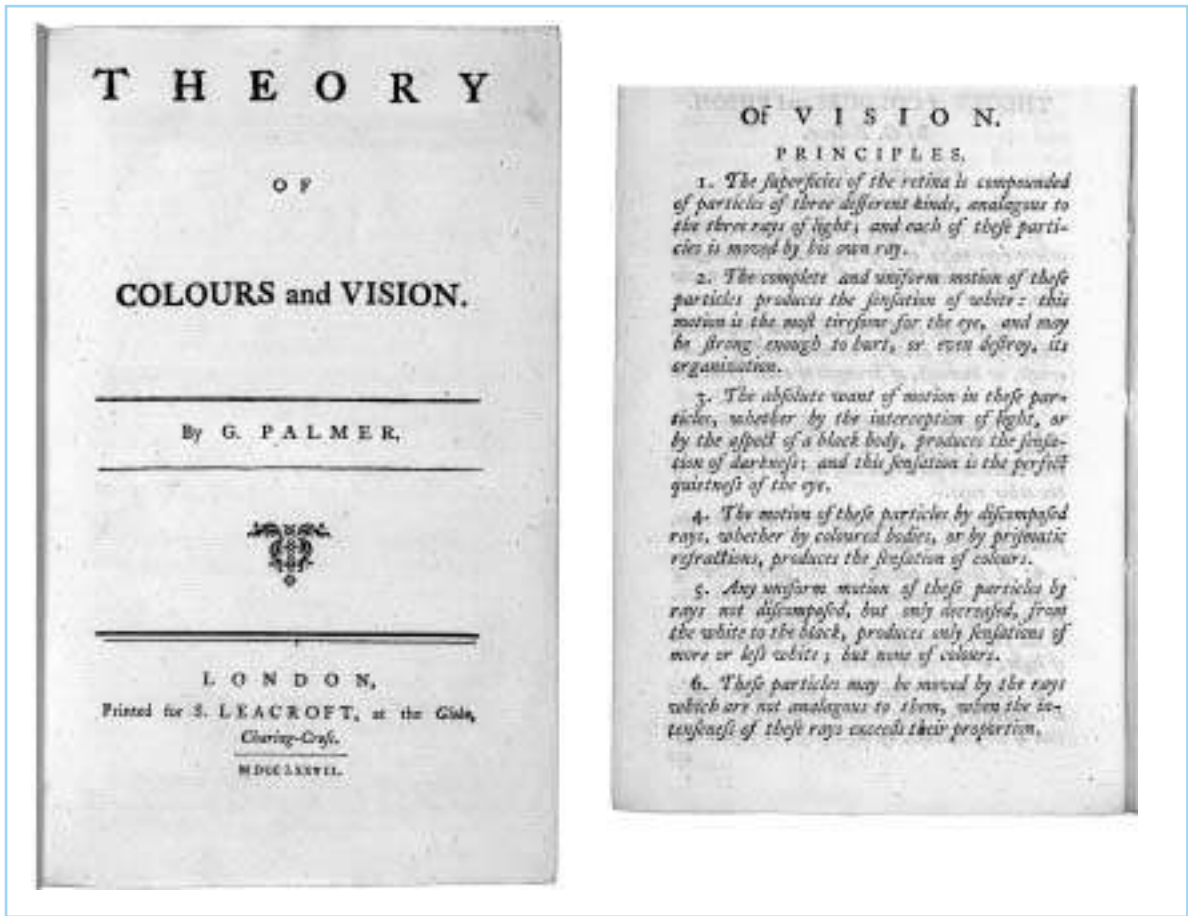 THEORY
OF
COLOURS and VISION.
By G. PALMER.
LONDON,
Printed for S. LEACROFT, at the Globe,
Charing-Croſs.
MDCCLXXVII.
Of VISION.
PRINCIPLES.
1. The ſuperficies of the retina is compounded
of particles of three different kinds, analagous to
the three rays of light; and each of theſe parti-
cles is moved by his own ray.
2. The complete and uniform motion of theſe
particles produces the ſenſation of white: this
motion is the moſt tireſome for the eye, and may
be ſtrong enough to hurt, or even deſtroy, its
organization.
3. The abſolute want of motion in theſe par-
ticles, whether by the interception of light, or
by the aſpect of a black body, produces the ſenſa-
tion of darkneſs; and this ſenſation is the perfect
quietneſs of the eye.
4. The motion of theſe particles by diſcompoſed
rays, whether by coloured bodies, or by priſmatic
refractions, produces the ſenſation of colours.
5. Any uniform motion of theſe particles by
rays not diſcompoſed, but only decreaſed, from
the white to the black, produces only ſenſations of
more or leſs white; but none of colours.
6. Theſe particles may be moved by the rays
which are not analagous to them, when the in-
tenſeneſs of theſe rays exceeds their proportion.